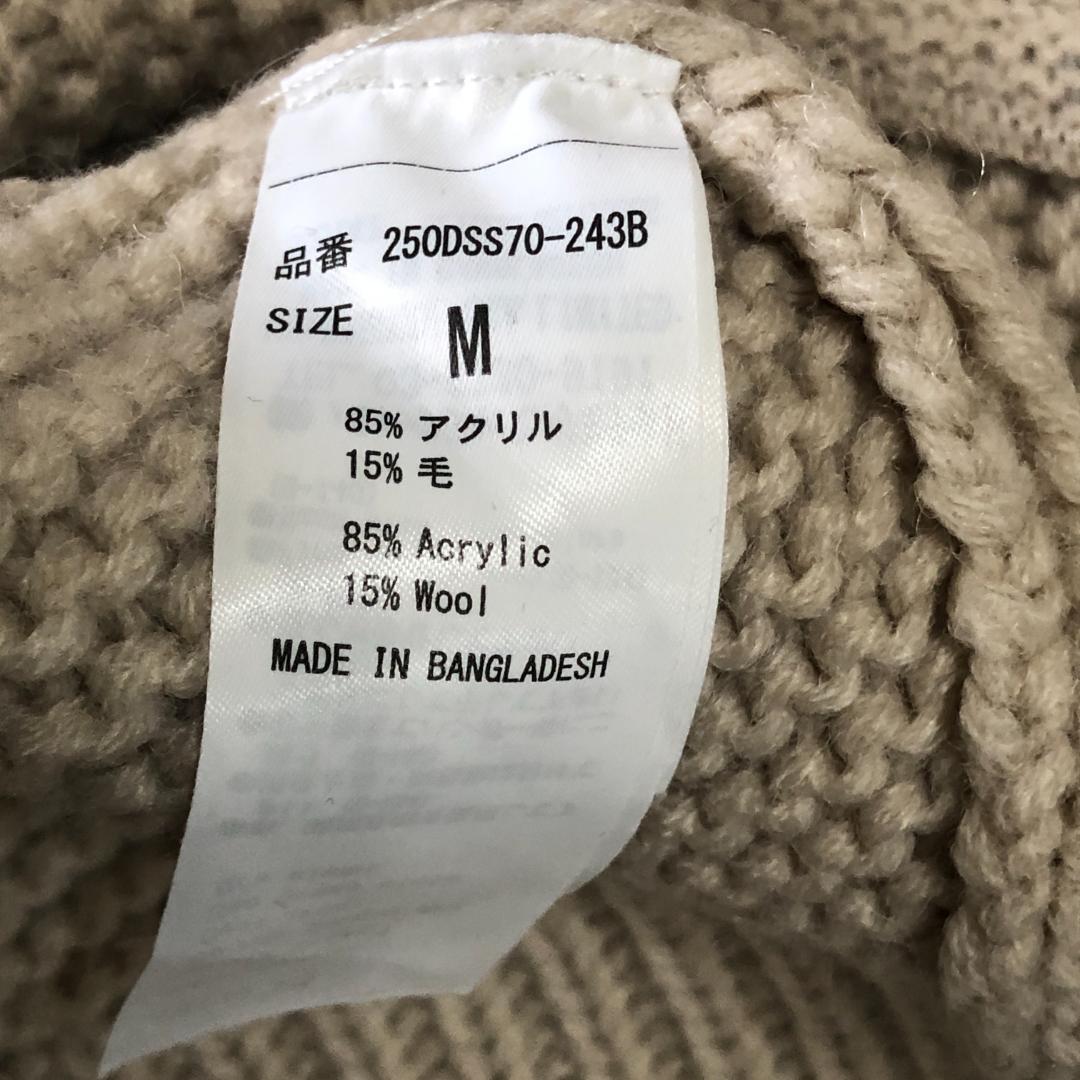 品番 250DSS70-243B
SIZE M
85% アクリル
15% 毛
85% Acrylic
15% Wool
MADE IN BANGLADESH